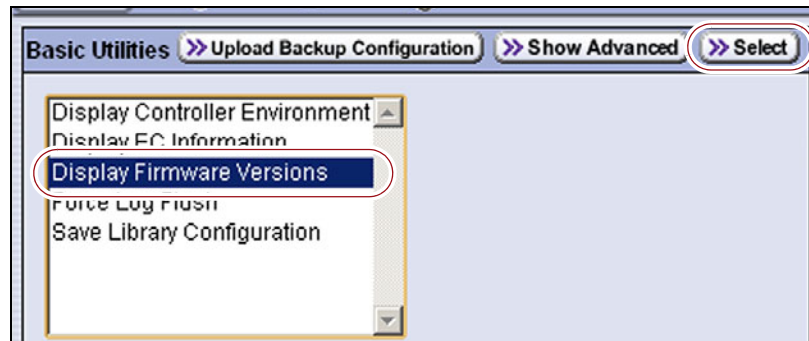 Basic Utilities Upload Backup Configuration Show Advanced Select
Display Controller Environment
Display EC Information
Display Firmware Versions
Force Log Flush
Save Library Configuration